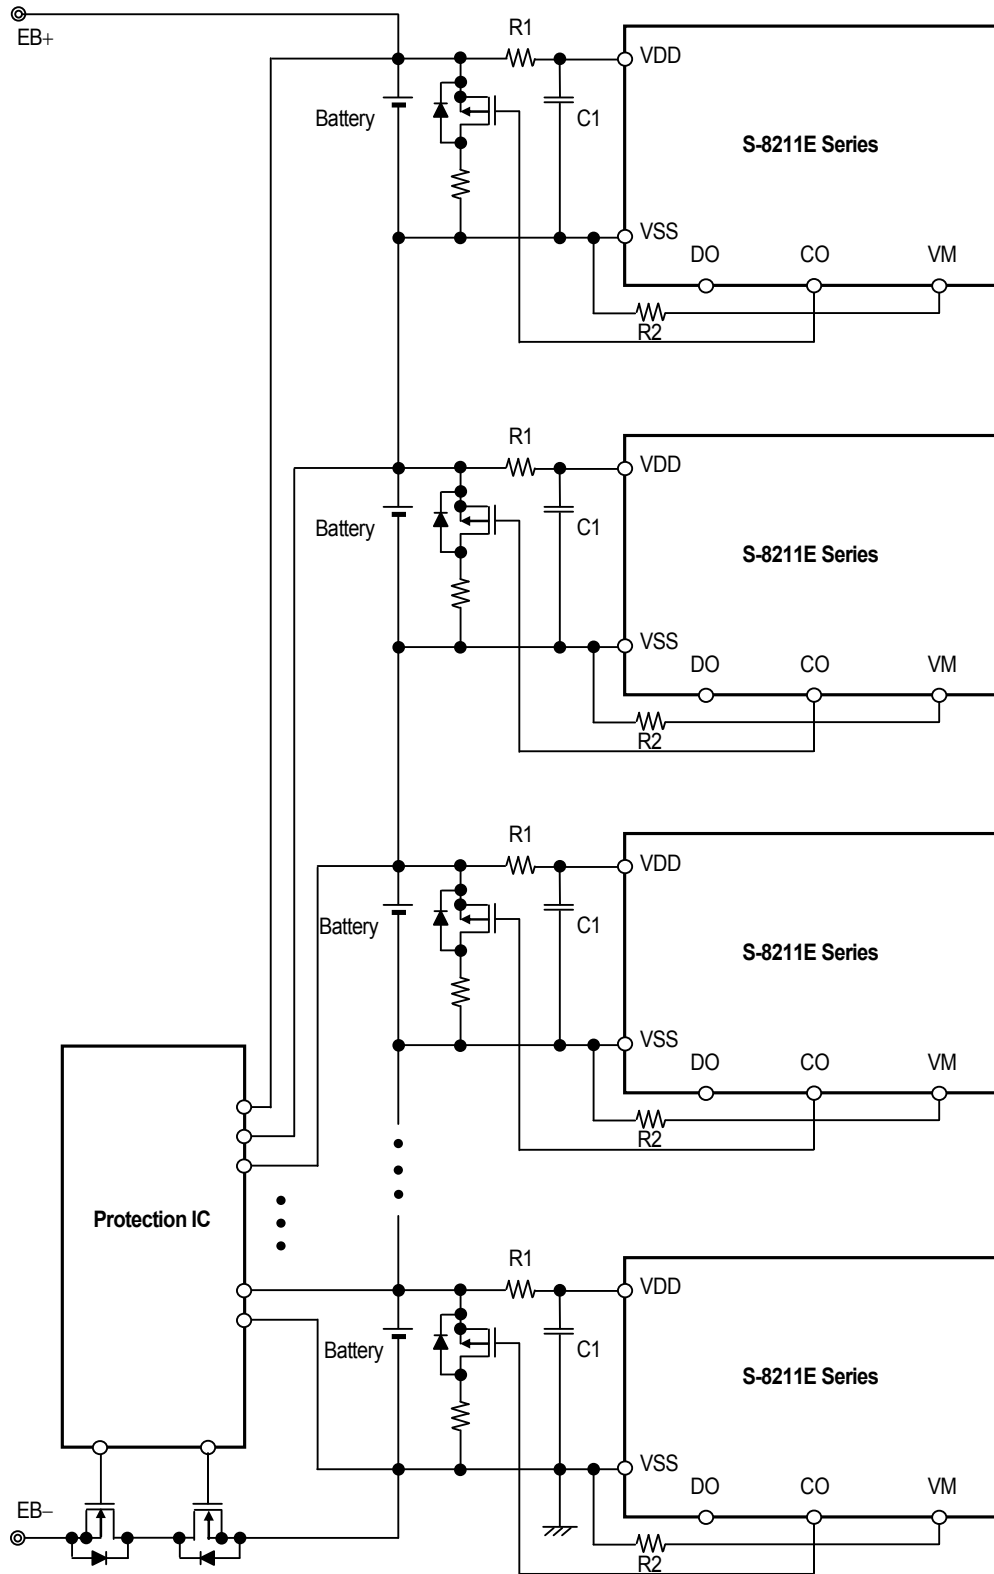 EB+
R1
VDD
Battery
C1
S-8211E Series
VSS
DO
CO
VM
R2
R1
VDD
Battery
C1
S-8211E Series
VSS
DO
CO
VM
R2
R1
VDD
Battery
C1
S-8211E Series
VSS
DO
CO
VM
R2
Protection IC
R1
VDD
Battery
C1
S-8211E Series
VSS
DO
CO
VM
EB−
R2